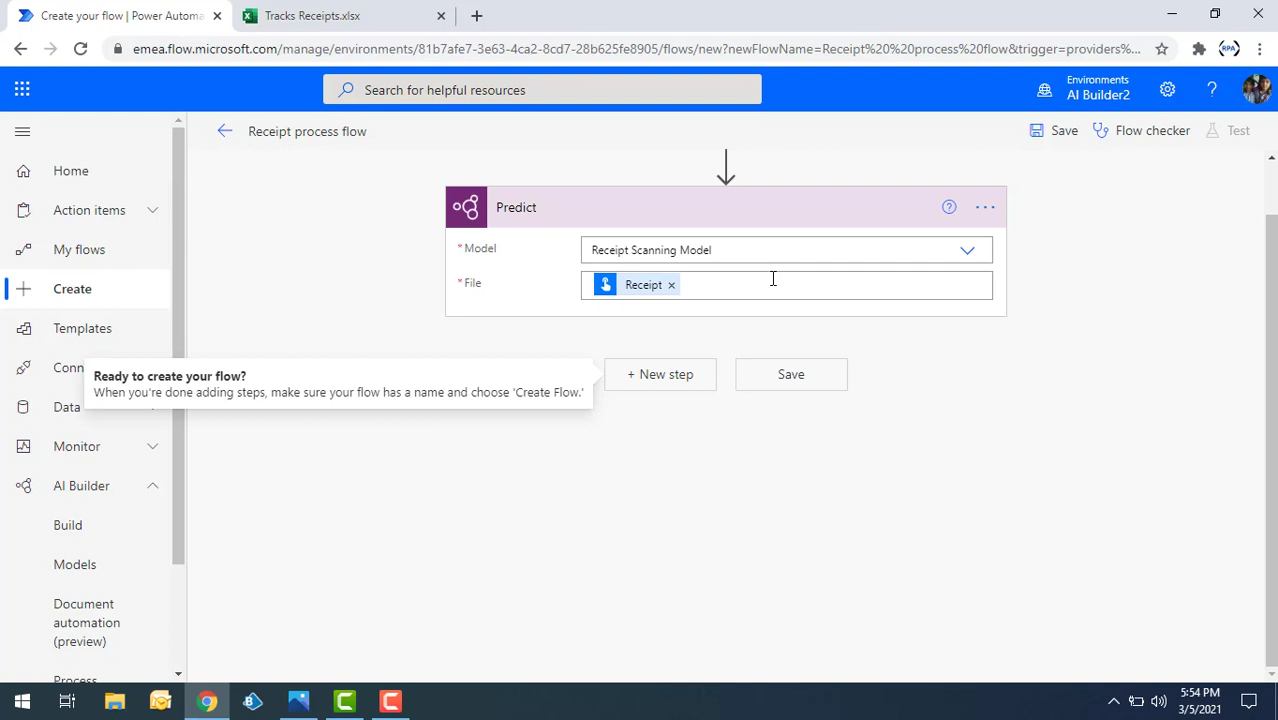 Create your flow | Power Automa
Tracks Receipts.xlsx
emea.flow.microsoft.com/manage/environments/81b7afe7-3e63-4ca2-8cd7-28b625fe8905/flows/new?newFlowName=Receipt%20%20process%20flow&trigger=providers%...
RPA
Search for helpful resources
Environments
AI Builder2
Receipt process flow
Save
Flow checker
Test
Home
Action items
My flows
Create
Templates
Conn
Data
Monitor
AI Builder
Build
Models
Document
automation
(preview)
Process
Predict
* Model
Receipt Scanning Model
* File
Receipt
Ready to create your flow?
When you're done adding steps, make sure your flow has a name and choose 'Create Flow.'
+ New step
Save
5:54 PM
3/5/2021